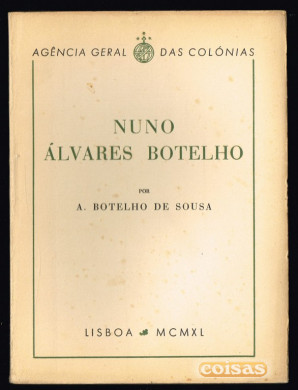 AGÊNCIA GERAL DAS COLÓNIAS
NUNO
ÁLVARES BOTELHO
POR
A. BOTELHO DE SOUSA
LISBOA MCMXL
coisas